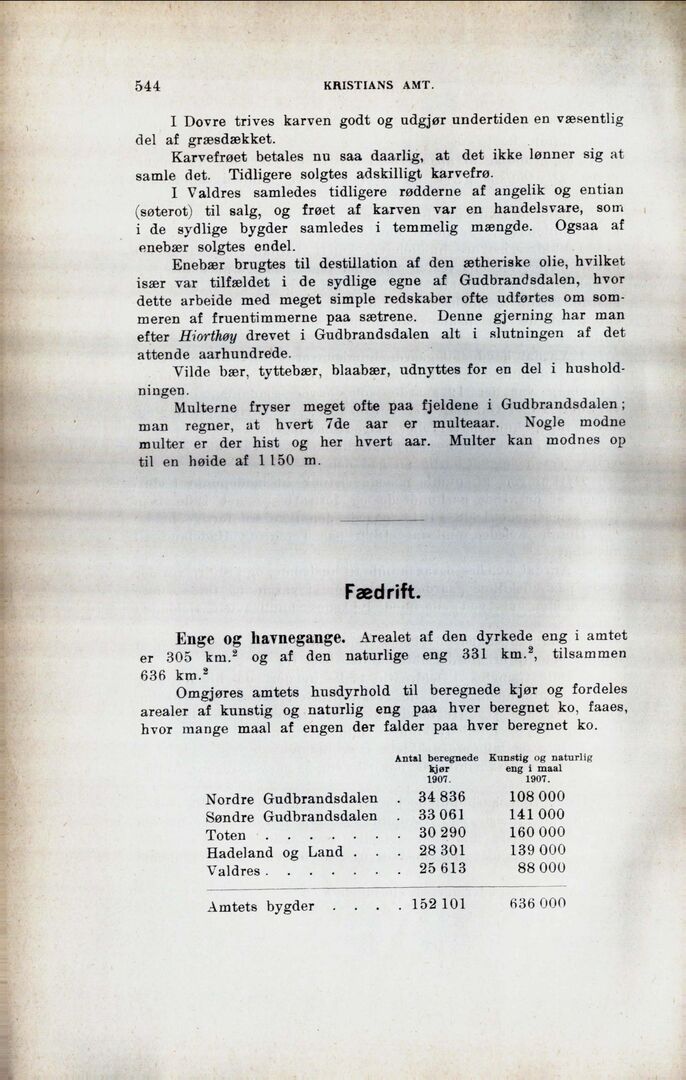 544 KRISTIANS AMT.
I Dovre trives karven godt og udgjør undertiden en væsentlig
del af græsdækket.
Karvefrøet betales nu saa daarlig, at det ikke lønner sig at
samle det. Tidligere solgtes adskilligt karvefrø.
I Valdres samledes tidligere rødderne af angelik og entian
(søterot) til salg, og frøet af karven var en handelsvare, som
i de sydlige bygder samledes i temmelig mængde. Ogsaa af
enebær solgtes endel.
Enebær brugtes til destillation af den ætheriske olie, hvilket
især var tilfældet i de sydlige egne af Gudbrandsdalen, hvor
dette arbeide med meget simple redskaber ofte udførtes om som-
meren af fruentimmerne paa sætrene. Denne gjerning har man
efter Hiorthøy drevet i Gudbrandsdalen alt i slutningen af det
attende aarhundrede.
Vilde bær, tyttebær, blaabær, udnyttes for en del i hushold-
ningen.
Multerne fryser meget ofte paa fjeldene i Gudbrandsdalen;
man regner, at hvert 7de aar er multeaar. Nogle modne
multer er der hist og her hvert aar. Multer kan modnes op
til en høide af 1 150 m.
Fædrift.
Enge og havnegange. Arealet af den dyrkede eng i amtet
er 305 km.² og af den naturlige eng 331 km.², tilsammen
636 km.²
Omgjøres amtets husdyrhold til beregnede kjør og fordeles
arealer af kunstig og naturlig eng paa hver beregnet ko, faaes,
hvor mange maal af engen der falder paa hver beregnet ko.
Antal beregnede Kunstig og naturlig
kjør eng i maal
1907. 1907.
Nordre Gudbrandsdalen . 34 836 108 000
Søndre Gudbrandsdalen . 33 061 141 000
Toten . . . . . . . 30 290 160 000
Hadeland og Land . . . 28 301 139 000
Valdres . . . . . . . 25 613 88 000
Amtets bygder . . . . 152 101 636 000